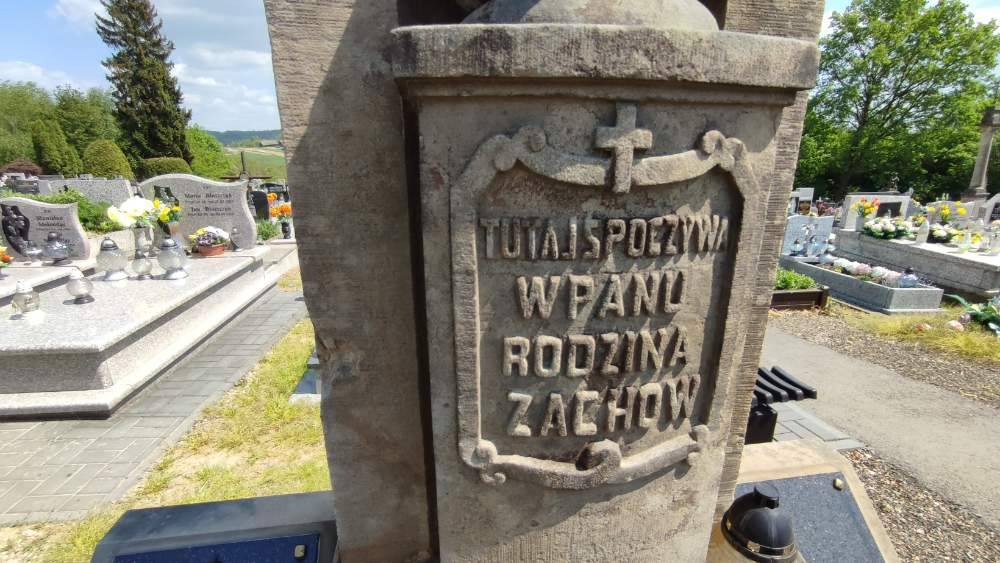 TUTAJ SPOCZYWA
W PANU
RODZINA
ZACHOW